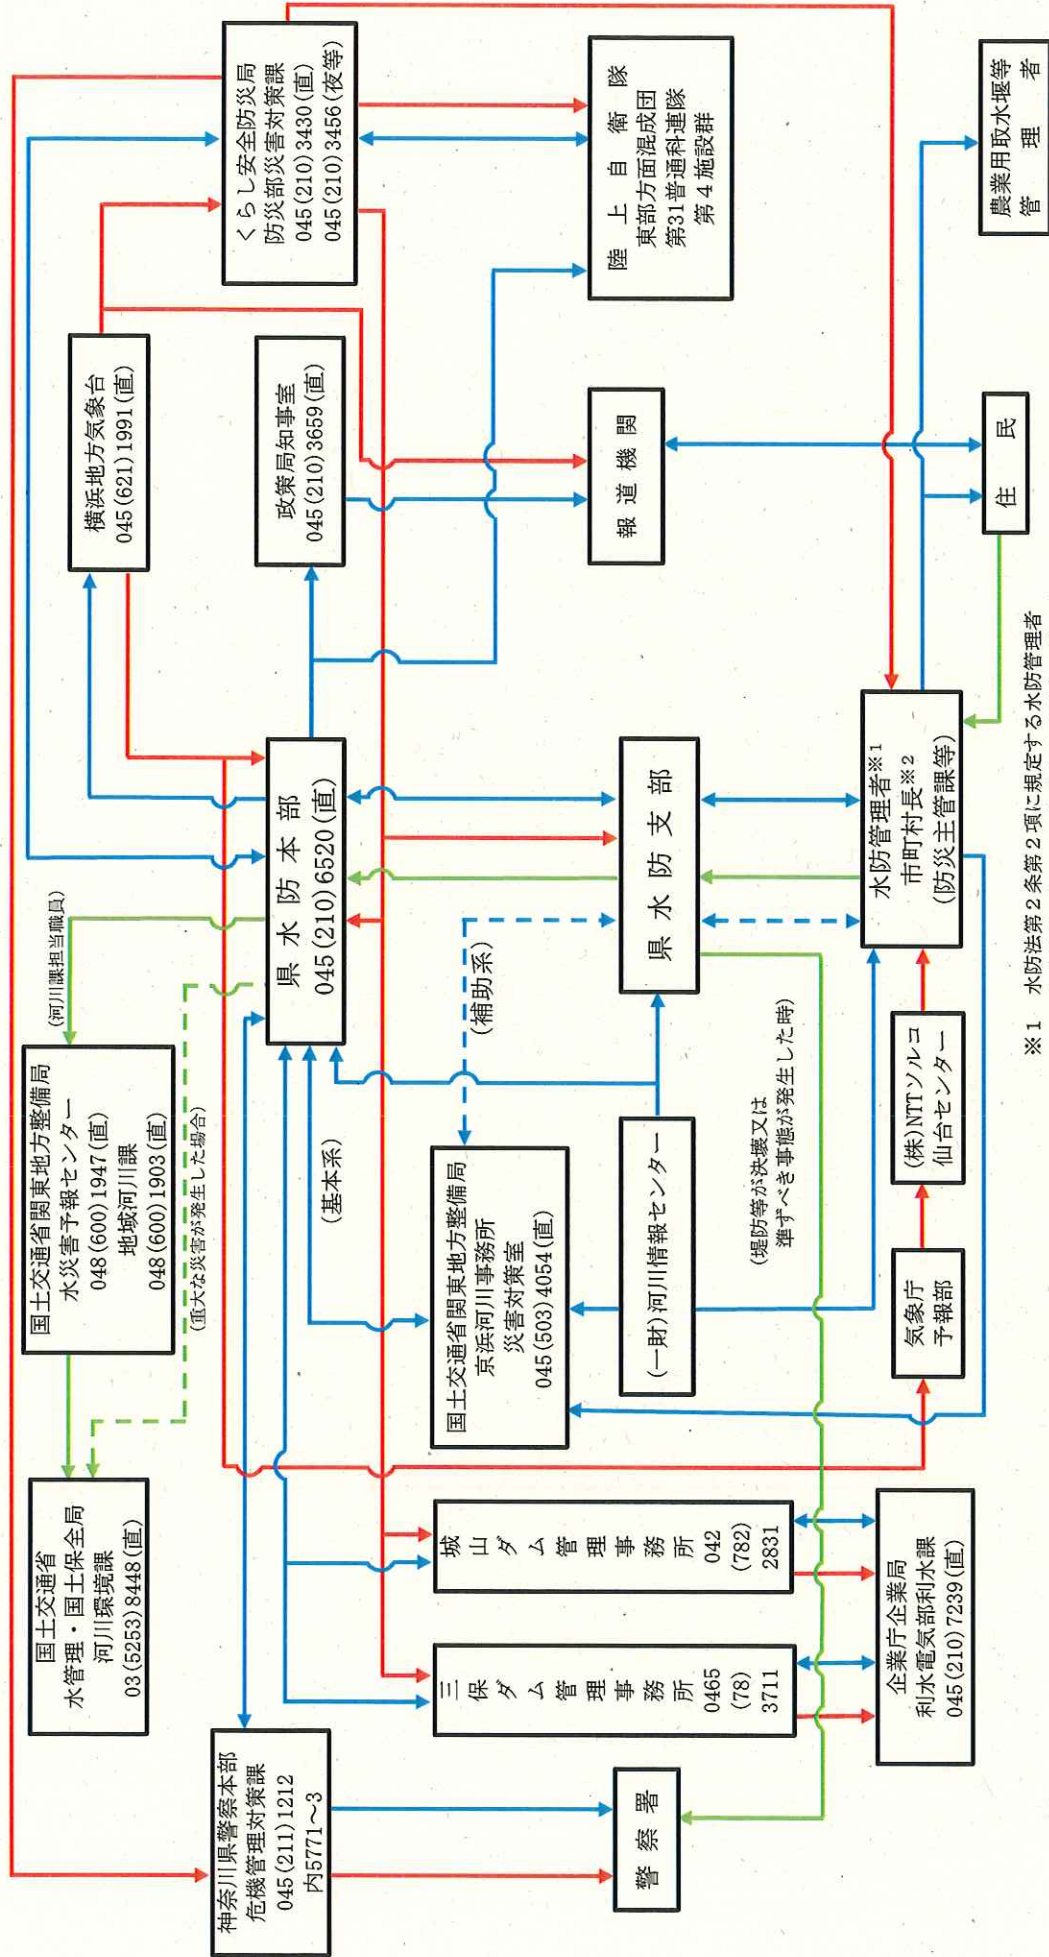 国土交通省
水管理・国土保全局
河川環境課
03(5253)8448(直)
国土交通省関東地方整備局
水災害予報センター
048(600)1947(直)
地域河川課
048(600)1903(直)
(河川課担当職員)
(重大な災害が発生した場合)
横浜地方気象台
045(621)1991(直)
くらし安全防災局
防災部災害対策課
045(210)3430(直)
045(210)3456(夜等)
神奈川県警察本部
危機管理対策課
045(211)1212
内5771～3
県水防本部
045(210)6520(直)
政策局知事室
045(210)3659(直)
(基本系)
(補助系)
三保ダム管理事務所
0465
(78)
3711
城山ダム管理事務所
042
(782)
2831
国土交通省関東地方整備局
京浜河川事務所
災害対策室
045(503)4054(直)
(一財)河川情報センター
県水防支部
報道機関
陸上自衛隊
東部方面混成団
第31普通科連隊
第4施設群
(堤防等が決壊又は
準ずべき事態が発生した時)
警察署
企業庁企業局
利水電気部利水課
045(210)7239(直)
気象庁
予報部
(株)NTTソルコ
仙台センター
水防管理者※1
市町村長※2
(防災主管課等)
住民
農業用取水堰等
管理者
※1 水防法第2条第2項に規定する水防管理者